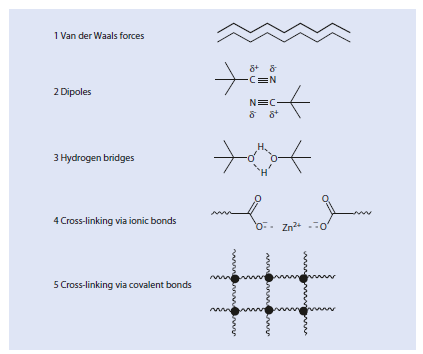 1 Van der Waals forces
2 Dipoles
δ+ δ-
C≡N
N≡C
δ- δ+
3 Hydrogen bridges
H
O O
H
4 Cross-linking via ionic bonds
O O
O- Zn2+ -O
5 Cross-linking via covalent bonds